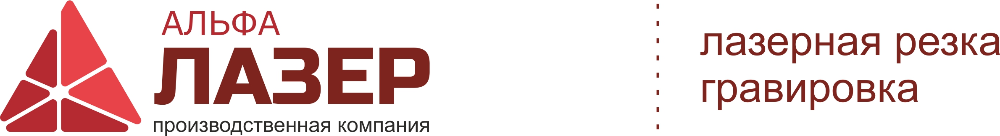 АЛЬФА
ЛАЗЕР
производственная компания
лазерная резка
гравировка